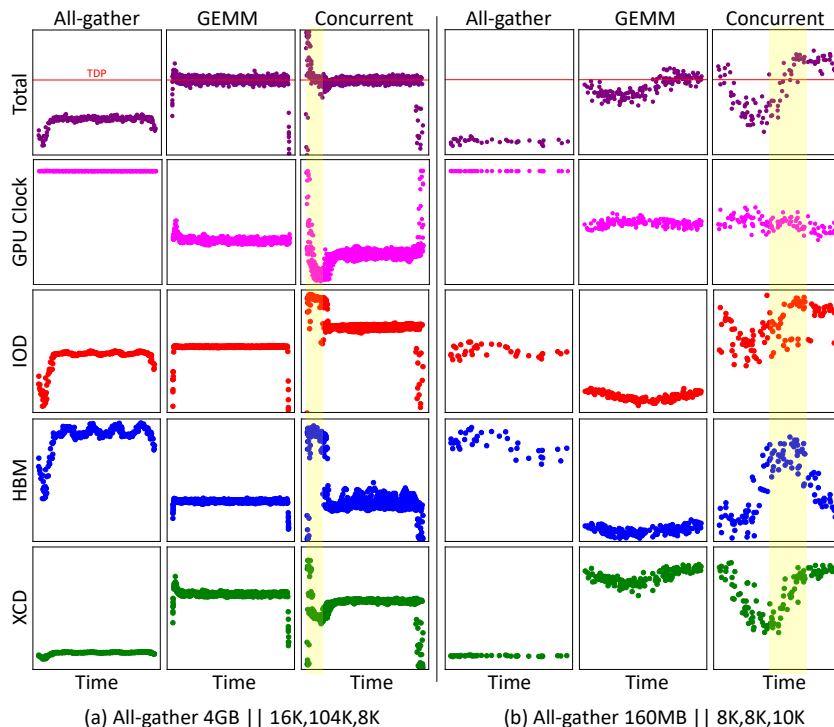 All-gather GEMM Concurrent All-gather GEMM Concurrent
Total
TDP
GPU Clock
IOD
HBM
XCD
Time Time Time Time Time Time
(a) All-gather 4GB || 16K,104K,8K (b) All-gather 160MB || 8K,8K,10K